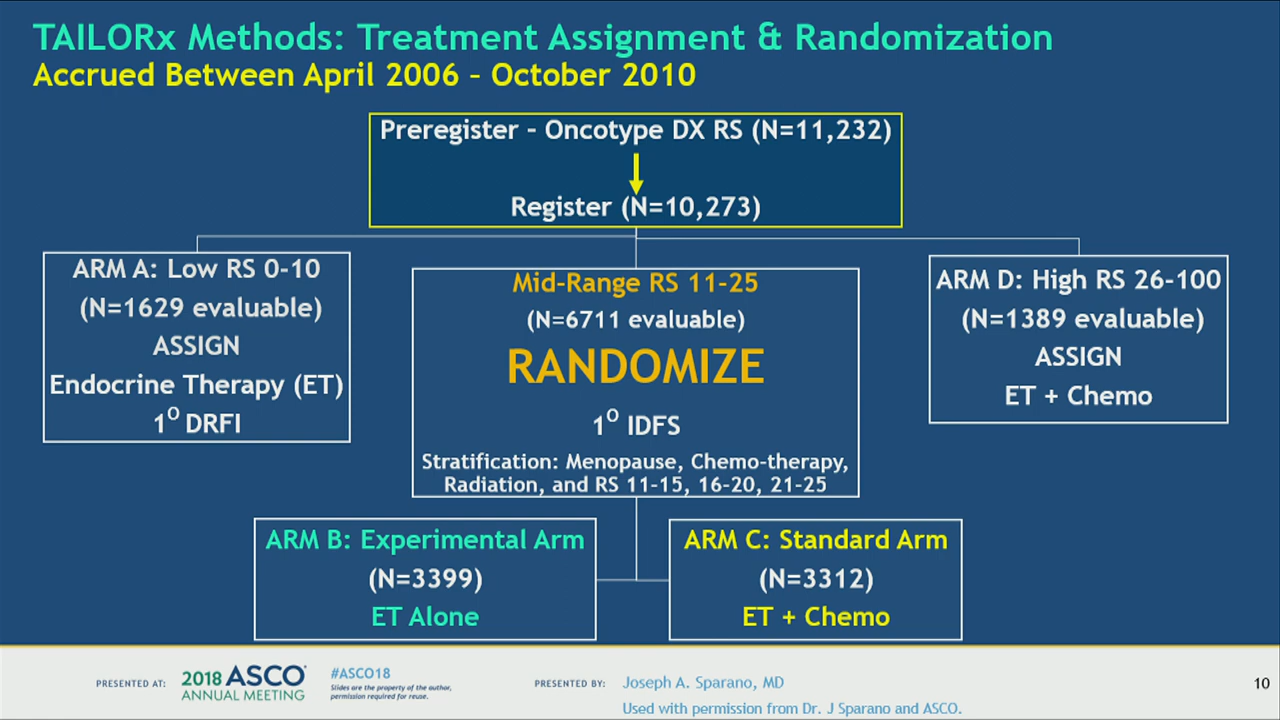 TAILORx Methods: Treatment Assignment & Randomization
Accrued Between April 2006 – October 2010
Preregister – Oncotype DX RS (N=11,232)
Register (N=10,273)
ARM A: Low RS 0-10
(N=1629 evaluable)
ASSIGN
Endocrine Therapy (ET)
1⁰ DRFI
Mid-Range RS 11-25
(N=6711 evaluable)
RANDOMIZE
1⁰ IDFS
Stratification: Menopause, Chemo-therapy,
Radiation, and RS 11-15, 16-20, 21-25
ARM D: High RS 26-100
(N=1389 evaluable)
ASSIGN
ET + Chemo
ARM B: Experimental Arm
(N=3399)
ET Alone
ARM C: Standard Arm
(N=3312)
ET + Chemo
PRESENTED AT:
2018 ASCO®
ANNUAL MEETING
#ASCO18
Slides are the property of the author,
permission required for reuse.
PRESENTED BY:
Joseph A. Sparano, MD
Used with permission from Dr. J Sparano and ASCO.
10